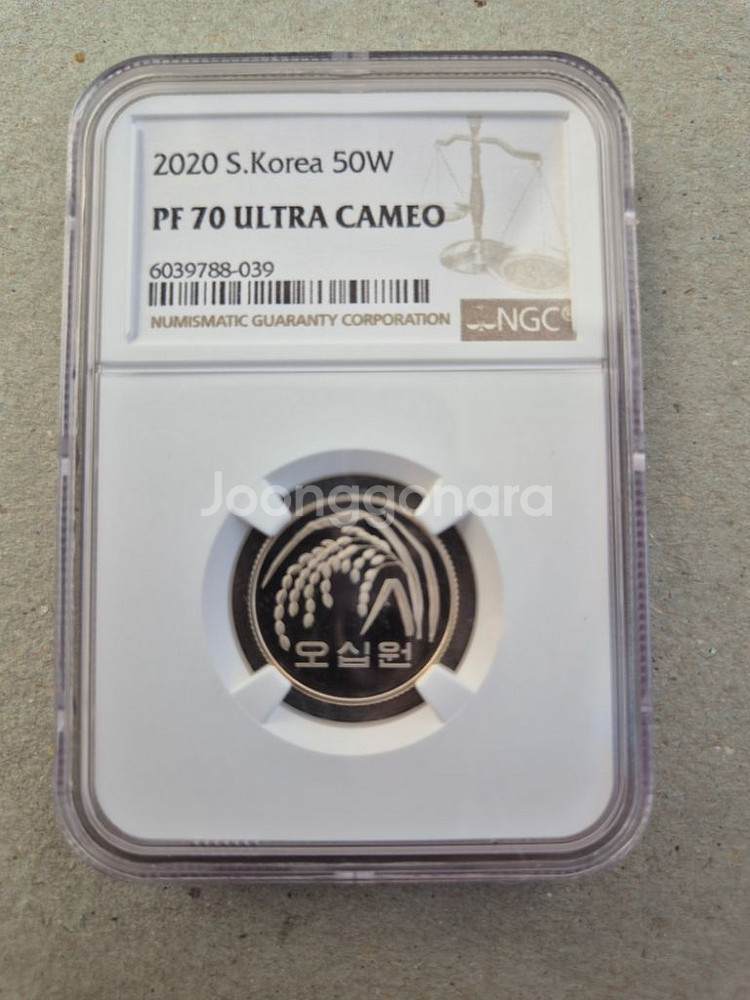 2020 S.Korea 50W
PF 70 ULTRA CAMEO
6039788-039
NUMISMATIC GUARANTY CORPORATION
NGC®
Joonggonara
오십원